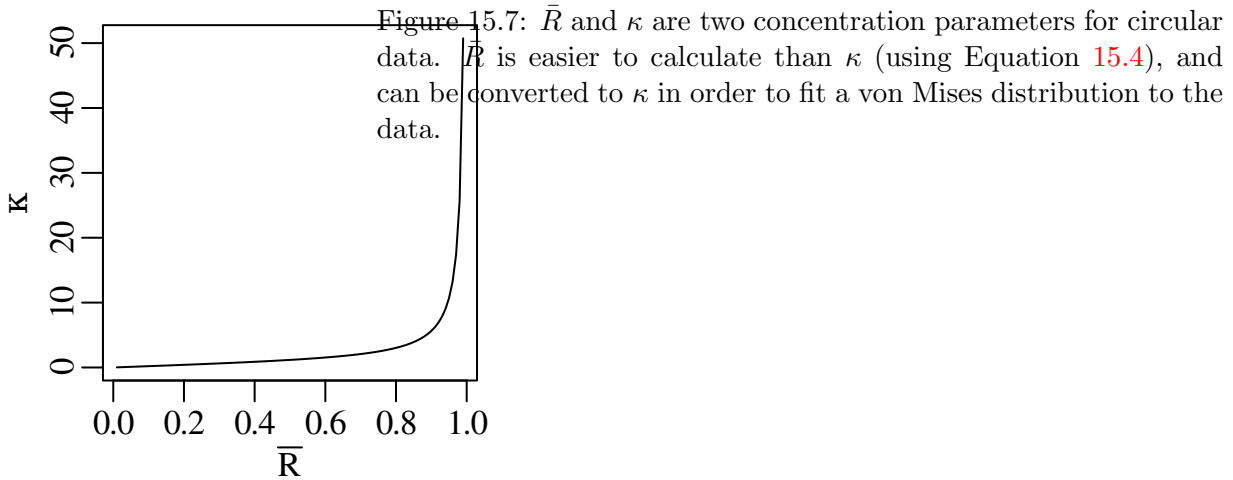 Figure 15.7: R̄ and κ are two concentration parameters for circular
data. R̄ is easier to calculate than κ (using Equation 15.4), and
can be converted to κ in order to fit a von Mises distribution to the
data.
50
40
30
20
10
0
κ
0.0 0.2 0.4 0.6 0.8 1.0
R̄